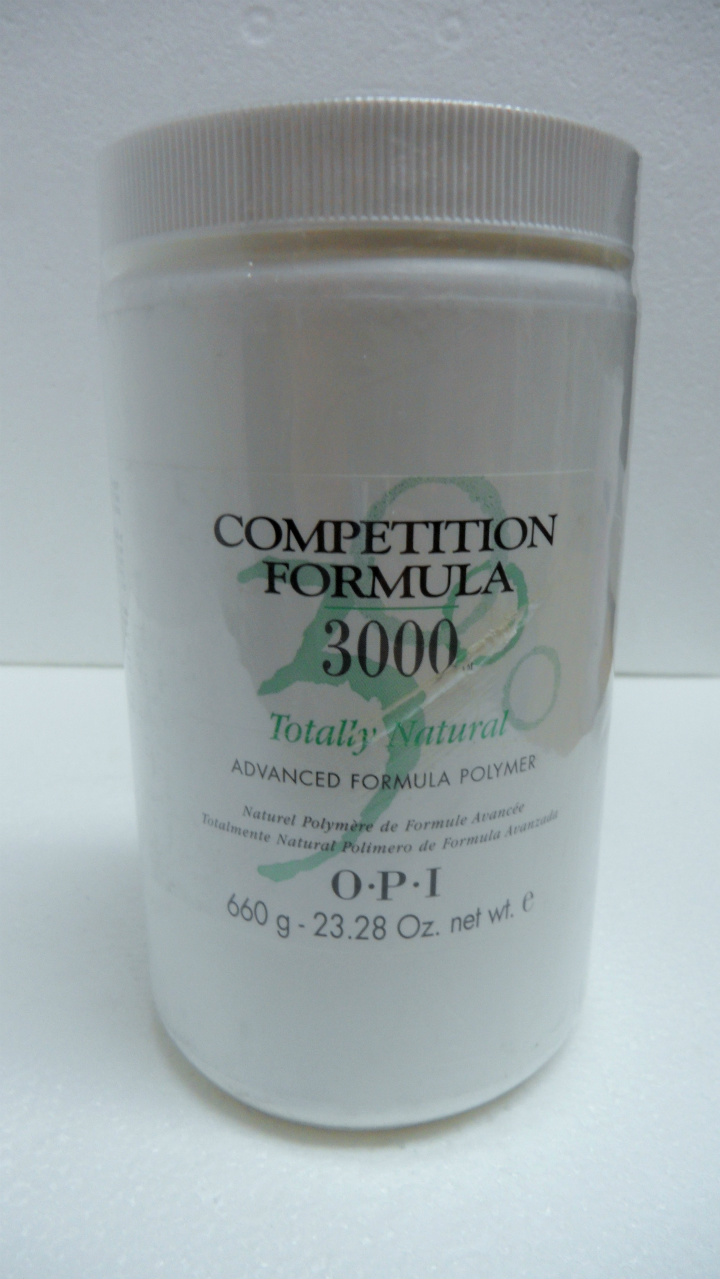 COMPETITION
FORMULA
3000
Totally Natural
ADVANCED FORMULA POLYMER
Naturel Polymère de Formule Avancée
Totalmente Natural Polímero de Formula Avanzada
O·P·I
660 g - 23.28 Oz. net wt. e